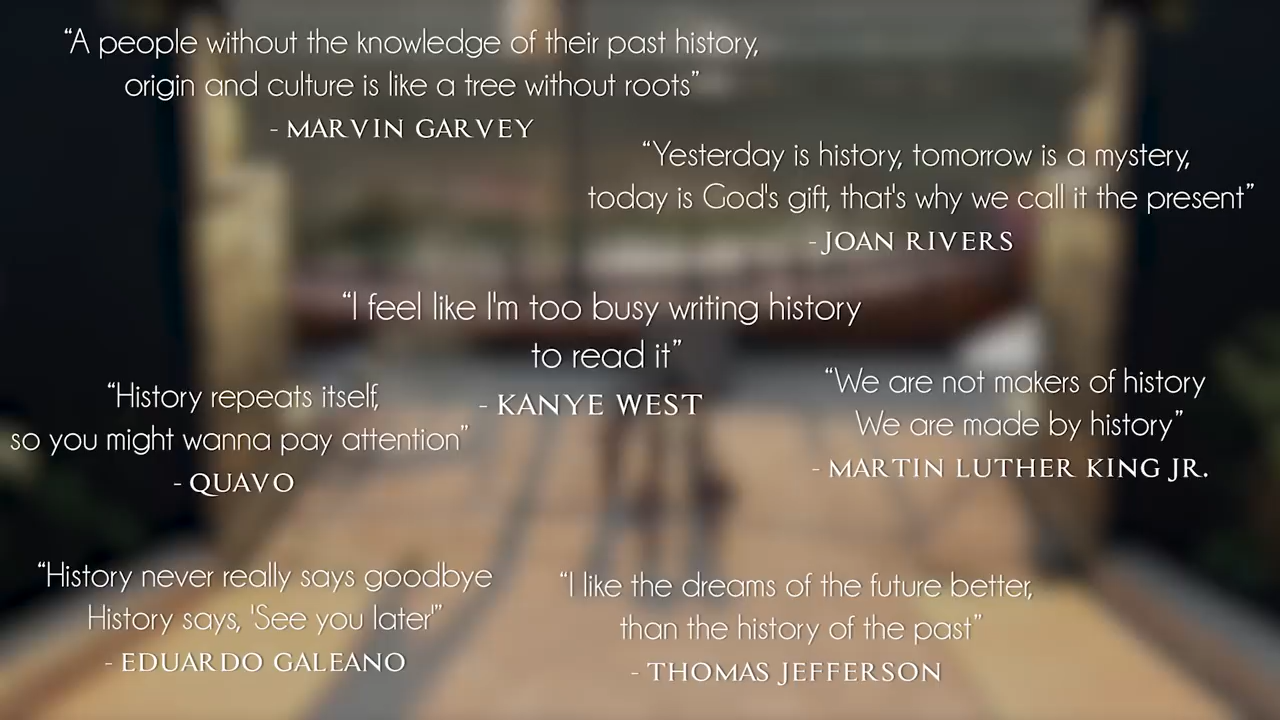 “A people without the knowledge of their past history,
origin and culture is like a tree without roots”
- MARVIN GARVEY
“Yesterday is history, tomorrow is a mystery,
today is God's gift, that's why we call it the present”
- JOAN RIVERS
“I feel like I'm too busy writing history
to read it”
- KANYE WEST
“History repeats itself,
so you might wanna pay attention”
- QUAVO
“We are not makers of history
We are made by history”
- MARTIN LUTHER KING JR.
“History never really says goodbye
History says, 'See you later'”
- EDUARDO GALEANO
“I like the dreams of the future better,
than the history of the past”
- THOMAS JEFFERSON